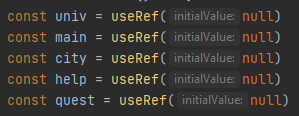 const univ = useRef( initialValue: null)
const main = useRef( initialValue: null)
const city = useRef( initialValue: null)
const help = useRef( initialValue: null)
const quest = useRef( initialValue: null)